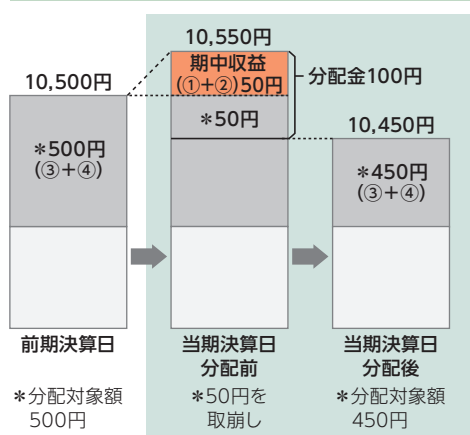 10,500円
*500円
(③+④)
前期決算日
*分配対象額
500円
10,550円
期中収益
(①+②)50円
*50円
分配金100円
当期決算日
分配前
*50円を
取崩し
10,450円
*450円
(③+④)
当期決算日
分配後
*分配対象額
450円